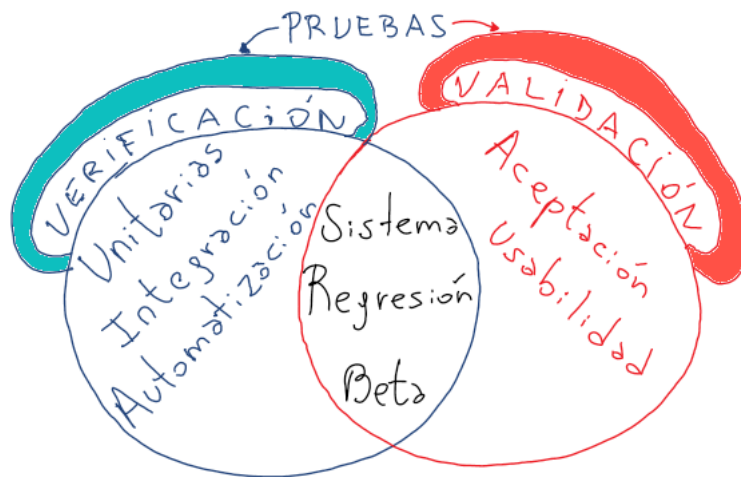 PRUEBAS
VERIFICACIÓN
VALIDACIÓN
Unitarias
Integración
Automatización
Sistema
Regresión
Beta
Aceptación
Usabilidad